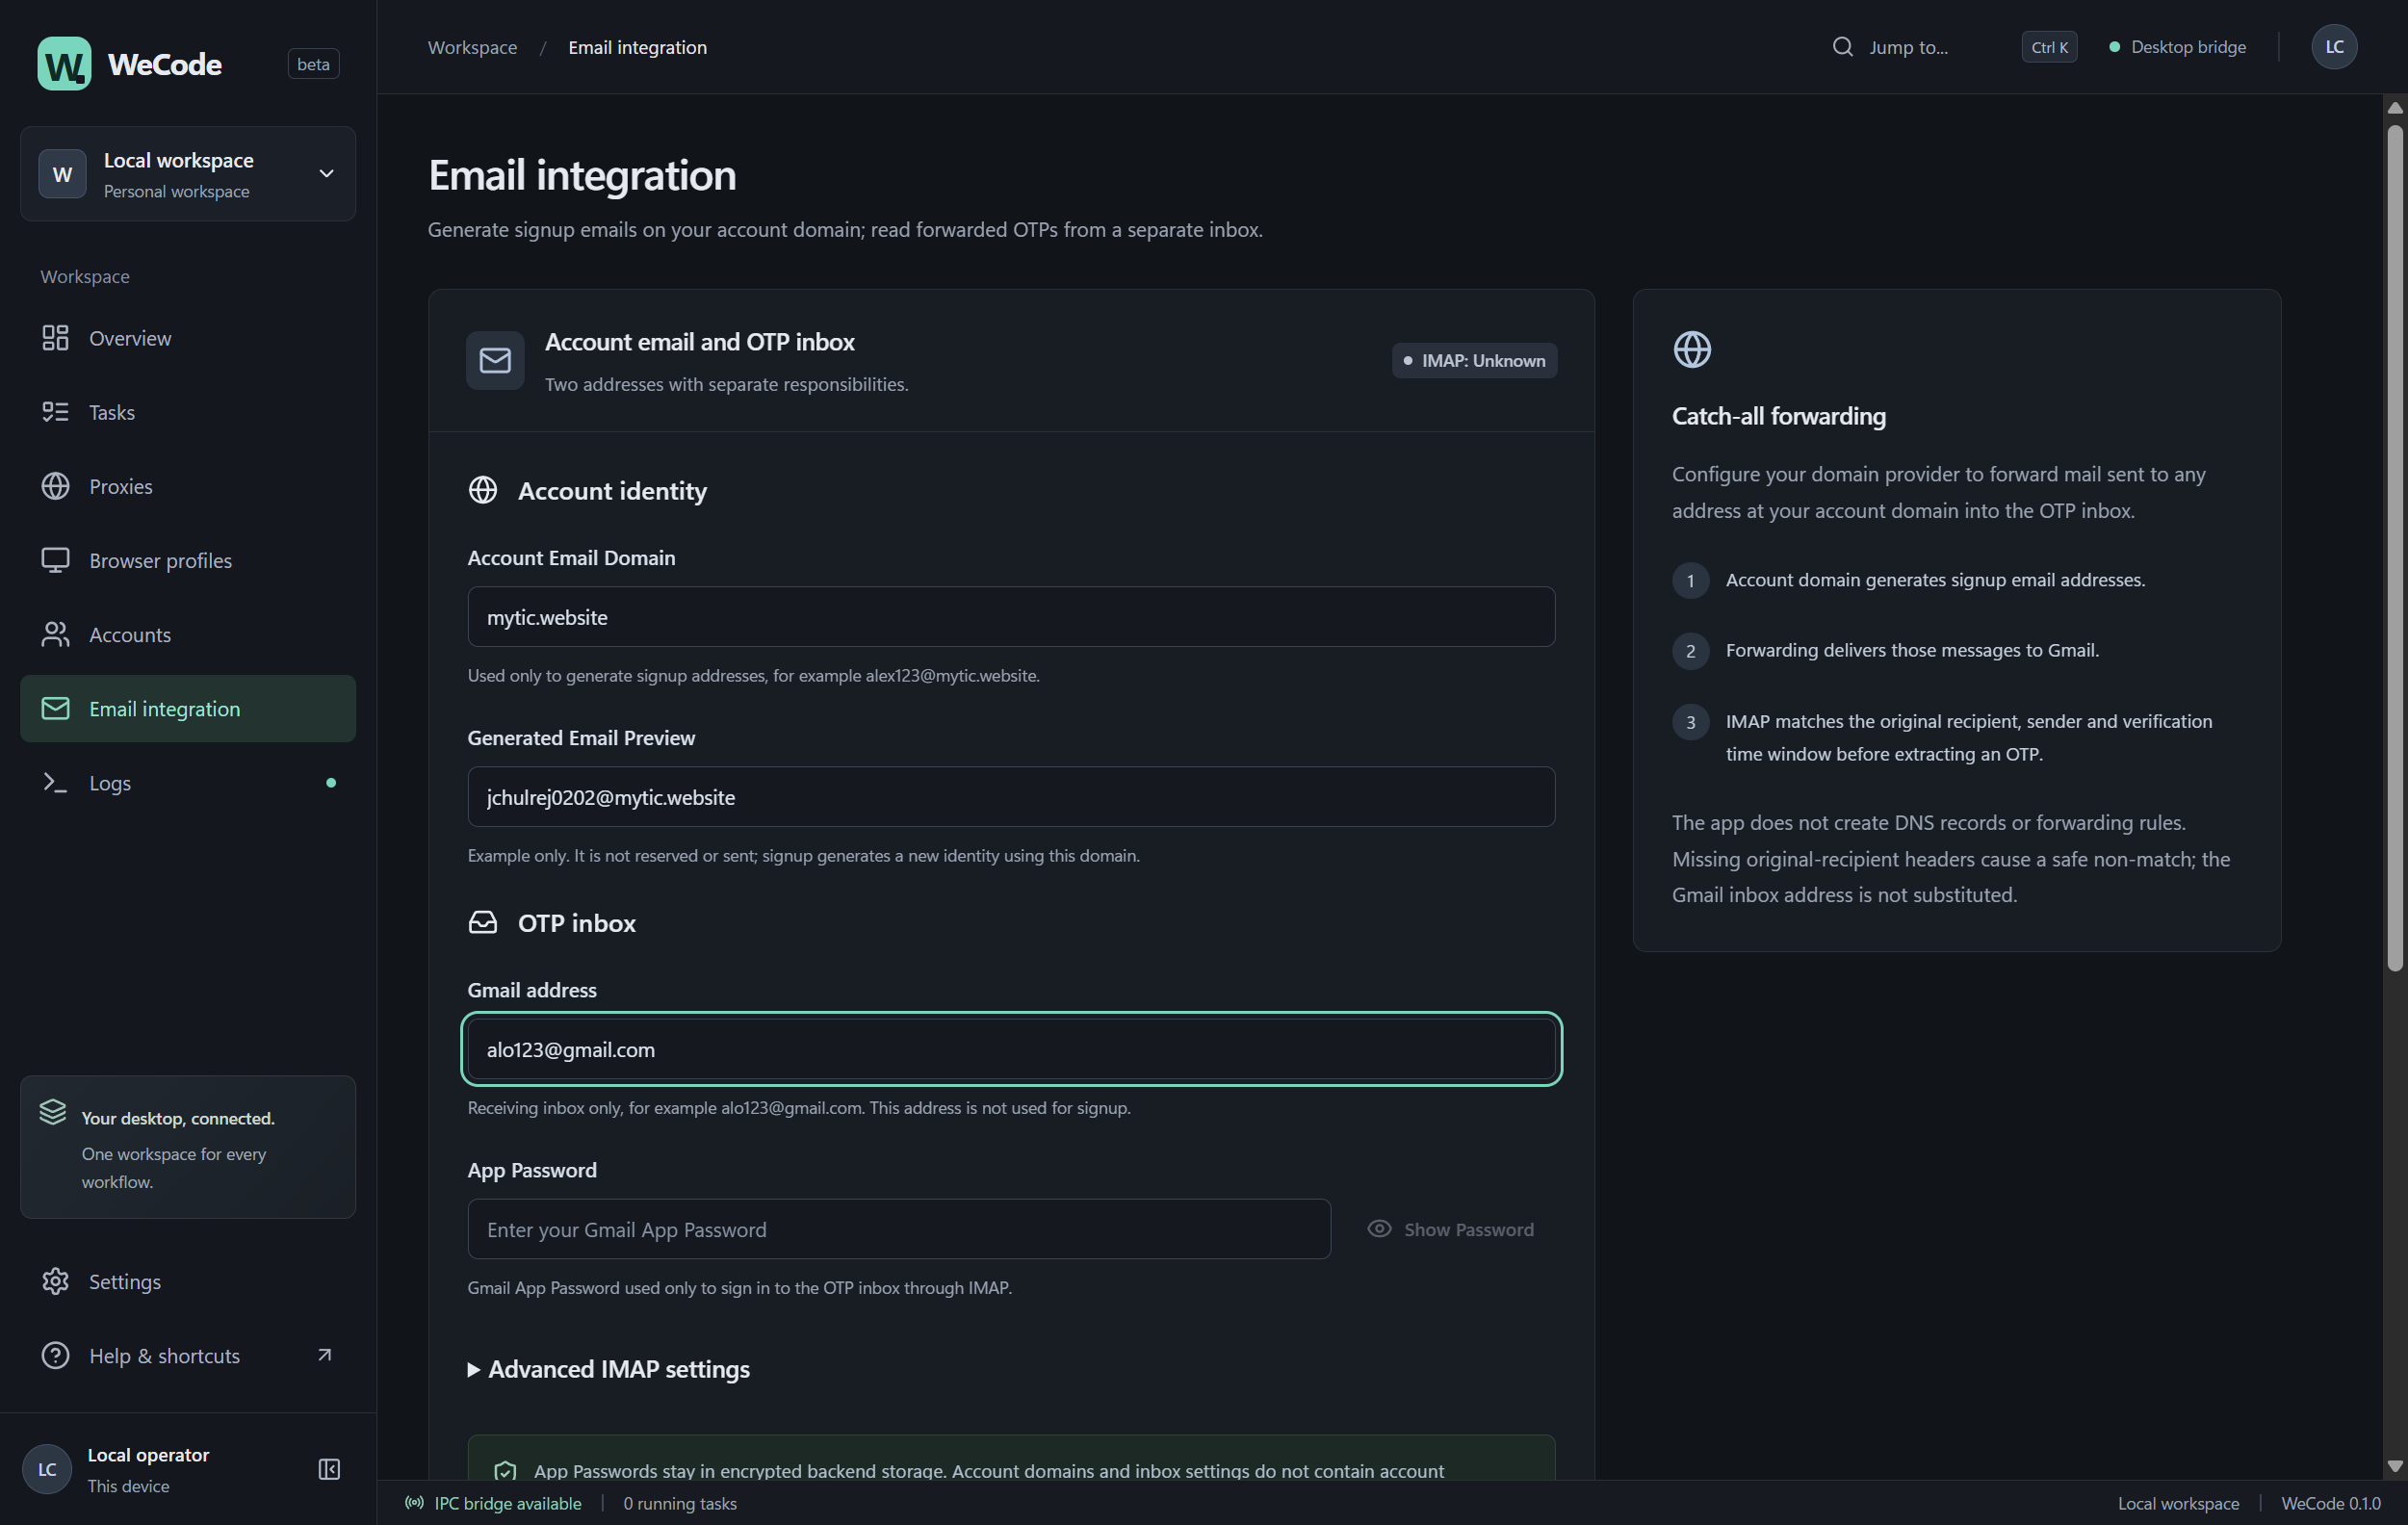 W.
WeCode
beta
W
Local workspace
Personal workspace
Workspace
Overview
Tasks
Proxies
Browser profiles
Accounts
Email integration
Logs
Your desktop, connected.
One workspace for every
workflow.
Settings
Help & shortcuts
LC
Local operator
This device
Workspace / Email integration
Jump to...
Ctrl K
Desktop bridge
LC
Email integration
Generate signup emails on your account domain; read forwarded OTPs from a separate inbox.
Account email and OTP inbox
Two addresses with separate responsibilities.
IMAP: Unknown
Account identity
Account Email Domain
mytic.website
Used only to generate signup addresses, for example alex123@mytic.website.
Generated Email Preview
jchulrej0202@mytic.website
Example only. It is not reserved or sent; signup generates a new identity using this domain.
OTP inbox
Gmail address
alo123@gmail.com
Receiving inbox only, for example alo123@gmail.com. This address is not used for signup.
App Password
Enter your Gmail App Password
Show Password
Gmail App Password used only to sign in to the OTP inbox through IMAP.
Advanced IMAP settings
App Passwords stay in encrypted backend storage. Account domains and inbox settings do not contain account
Catch-all forwarding
Configure your domain provider to forward mail sent to any
address at your account domain into the OTP inbox.
1 Account domain generates signup email addresses.
2 Forwarding delivers those messages to Gmail.
3 IMAP matches the original recipient, sender and verification
time window before extracting an OTP.
The app does not create DNS records or forwarding rules.
Missing original-recipient headers cause a safe non-match; the
Gmail inbox address is not substituted.
IPC bridge available
0 running tasks
Local workspace
WeCode 0.1.0